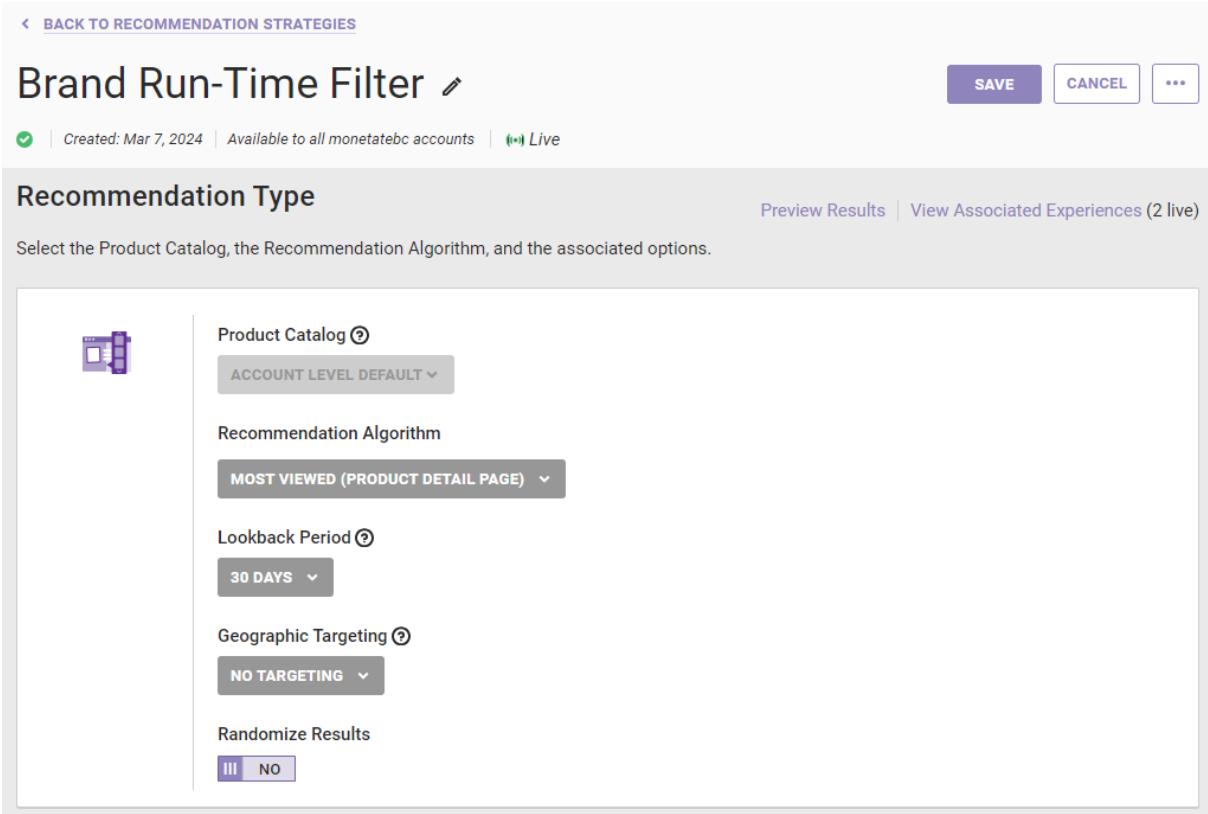 BACK TO RECOMMENDATION STRATEGIES
Brand Run-Time Filter
SAVE
CANCEL
Created: Mar 7, 2024
Available to all monetatebc accounts
Live
Recommendation Type
Preview Results
View Associated Experiences (2 live)
Select the Product Catalog, the Recommendation Algorithm, and the associated options.
Product Catalog
ACCOUNT LEVEL DEFAULT
Recommendation Algorithm
MOST VIEWED (PRODUCT DETAIL PAGE)
Lookback Period
30 DAYS
Geographic Targeting
NO TARGETING
Randomize Results
NO